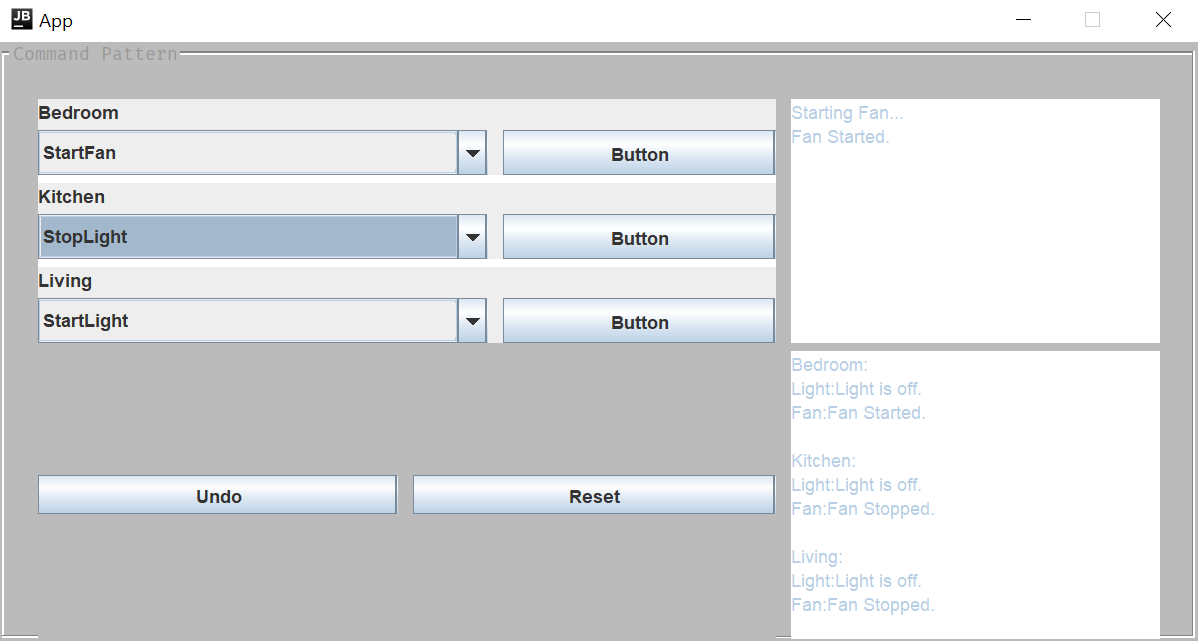 JB App
Command Pattern
Bedroom
StartFan
Button
Kitchen
StopLight
Button
Living
StartLight
Button
Undo
Reset
Starting Fan...
Fan Started.
Bedroom:
Light:Light is off.
Fan:Fan Started.
Kitchen:
Light:Light is off.
Fan:Fan Stopped.
Living:
Light:Light is off.
Fan:Fan Stopped.